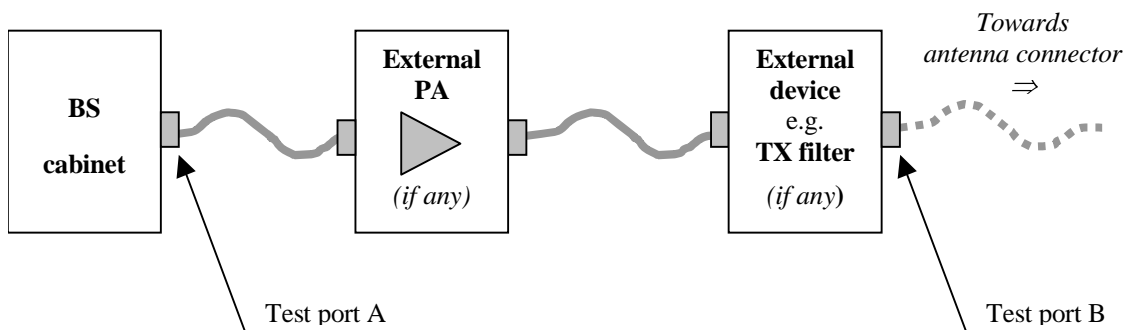 BS
cabinet
External
PA
(if any)
External
device
e.g.
TX filter
(if any)
Towards
antenna connector
⇒
Test port A
Test port B